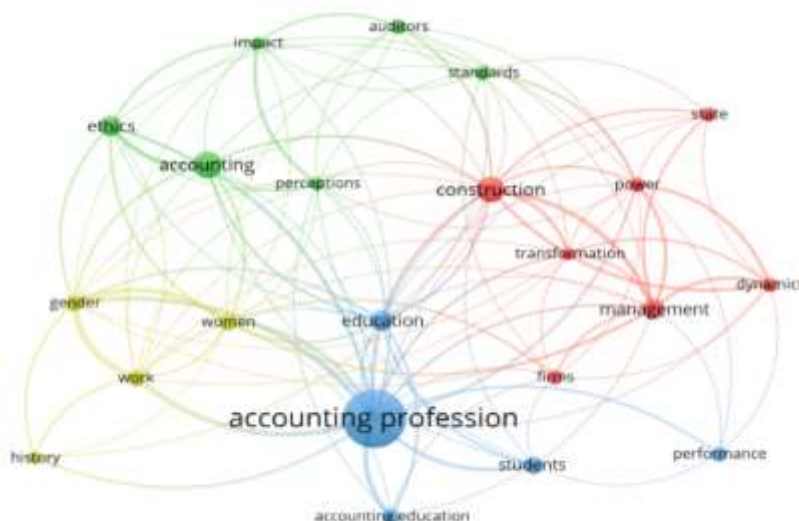 auditors
impact
standards
state
ethics
accounting
perceptions
construction
power
transformation
dynamics
gender
women
education
management
work
firms
accounting profession
history
students
performance
accounting education